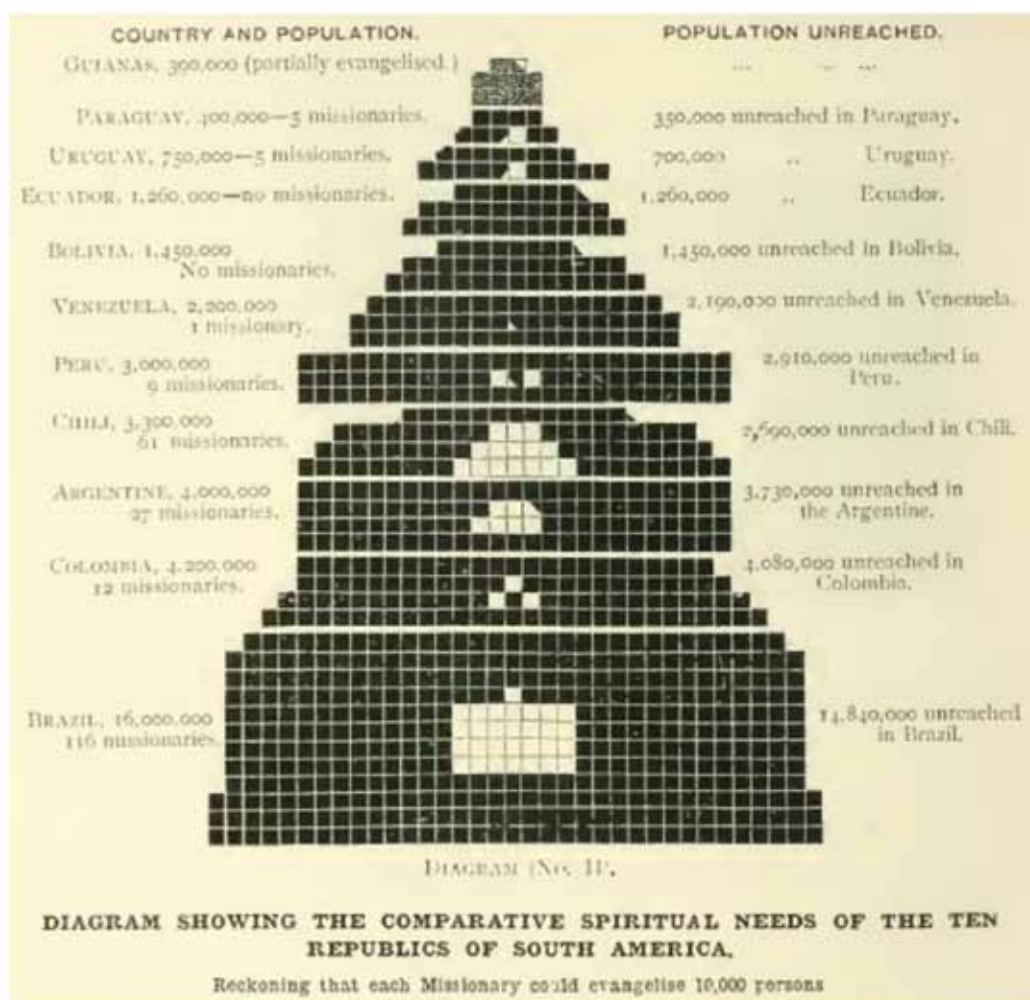 COUNTRY AND POPULATION.
POPULATION UNREACHED.
GUIANAS, 300,000 (partially evangelised.)
... .. ...
PARAGUAY, 400,000—5 missionaries.
350,000 unreached in Paraguay.
URUGUAY, 750,000—5 missionaries.
700,000 ,, Uruguay.
ECUADOR, 1,260,000—no missionaries.
1,260,000 ,, Ecuador.
BOLIVIA, 1,450,000
No missionaries.
1,450,000 unreached in Bolivia.
VENEZUELA, 2,200,000
1 missionary.
2,190,000 unreached in Venezuela.
PERU, 3,000,000
9 missionaries.
2,910,000 unreached in
Peru.
CHILI, 3,300,000
61 missionaries.
2,690,000 unreached in Chili.
ARGENTINE, 4,000,000
27 missionaries.
3,730,000 unreached in
the Argentine.
COLOMBIA, 4,200,000
12 missionaries.
4,080,000 unreached in
Colombia.
BRAZIL, 16,000,000
116 missionaries.
14,840,000 unreached
in Brazil.
DIAGRAM (No. II).
DIAGRAM SHOWING THE COMPARATIVE SPIRITUAL NEEDS OF THE TEN
REPUBLICS OF SOUTH AMERICA,
Reckoning that each Missionary could evangelise 10,000 persons